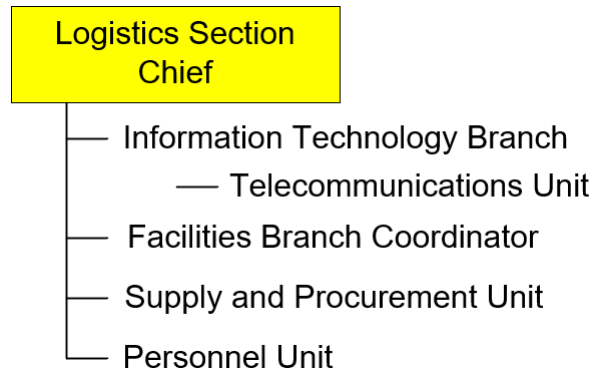 Logistics Section
Chief
Information Technology Branch
Telecommunications Unit
Facilities Branch Coordinator
Supply and Procurement Unit
Personnel Unit